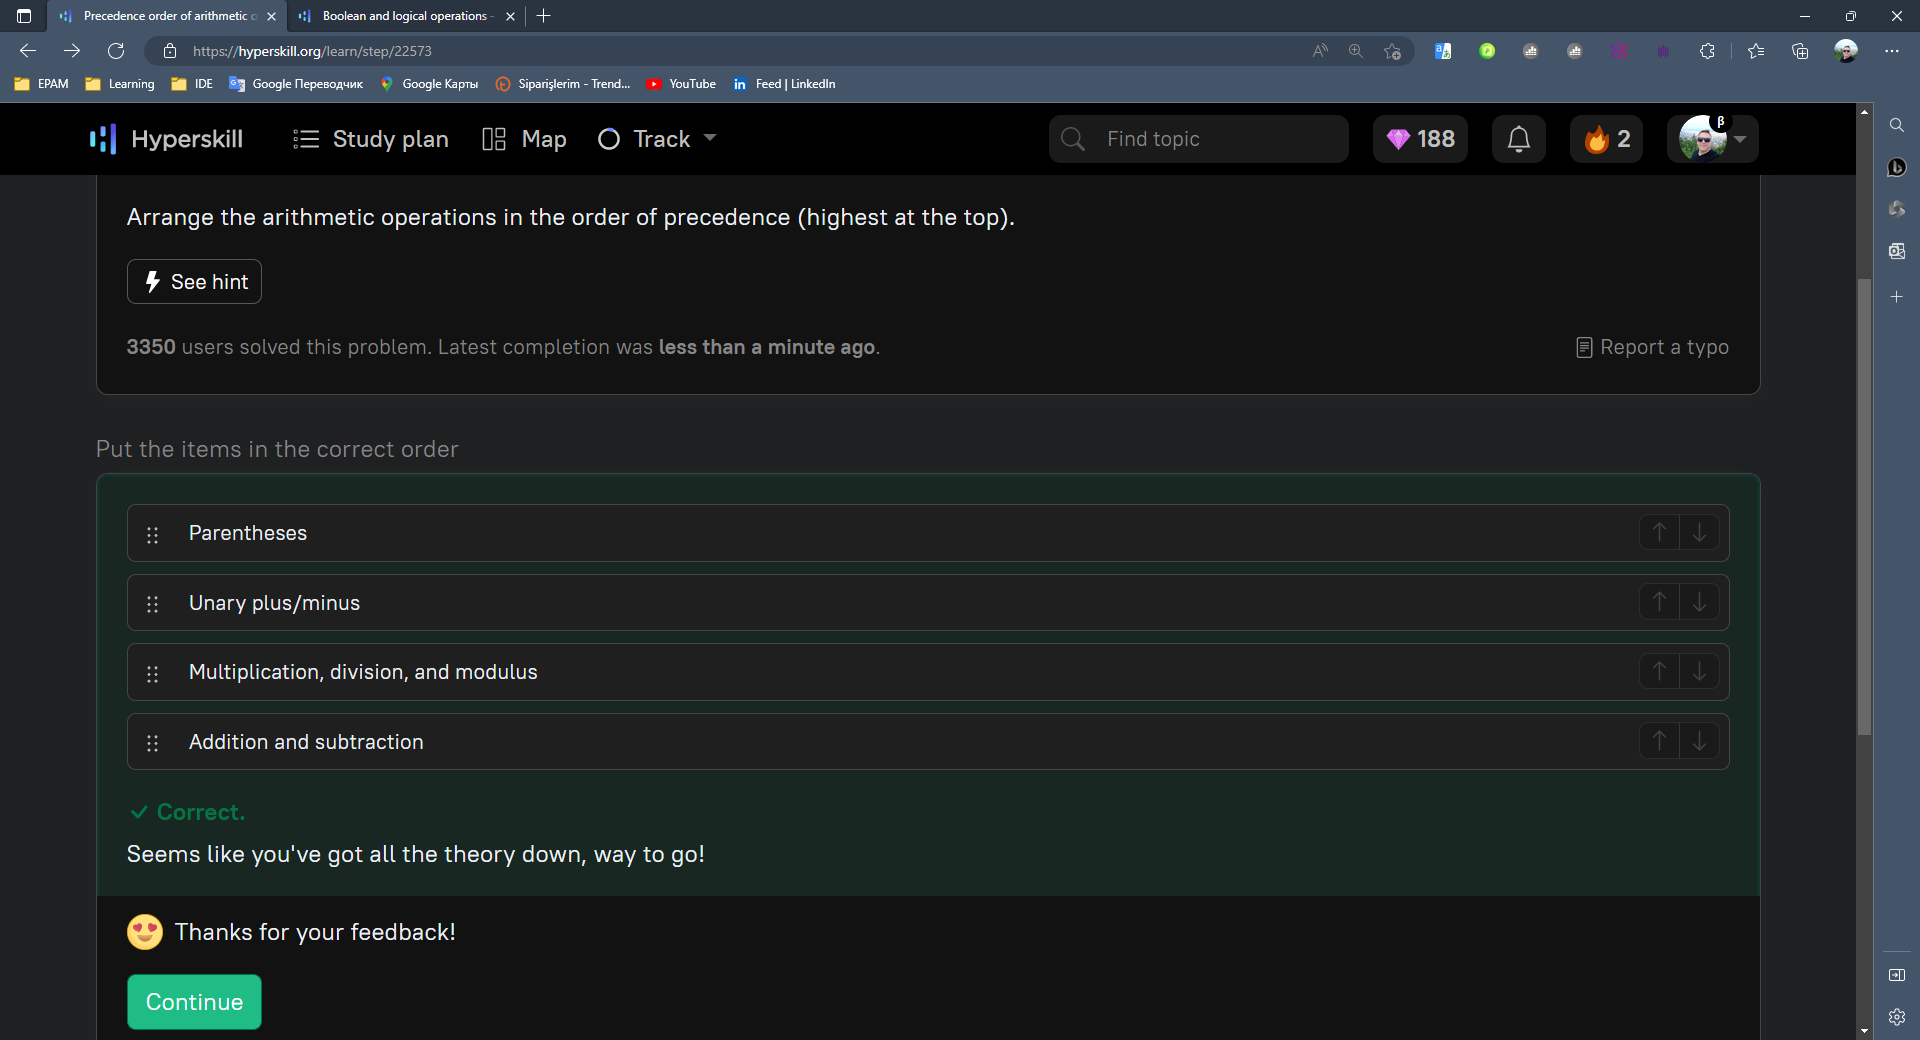 Precedence order of arithmetic o
Boolean and logical operations -
https://hyperskill.org/learn/step/22573
EPAM
Learning
IDE
Google Переводчик
Google Карты
Siparişlerim - Trend...
YouTube
Feed | LinkedIn
Hyperskill
Study plan
Map
Track
Find topic
188
2
β
Arrange the arithmetic operations in the order of precedence (highest at the top).
See hint
3350 users solved this problem. Latest completion was less than a minute ago.
Report a typo
Put the items in the correct order
Parentheses
Unary plus/minus
Multiplication, division, and modulus
Addition and subtraction
Correct.
Seems like you've got all the theory down, way to go!
Thanks for your feedback!
Continue